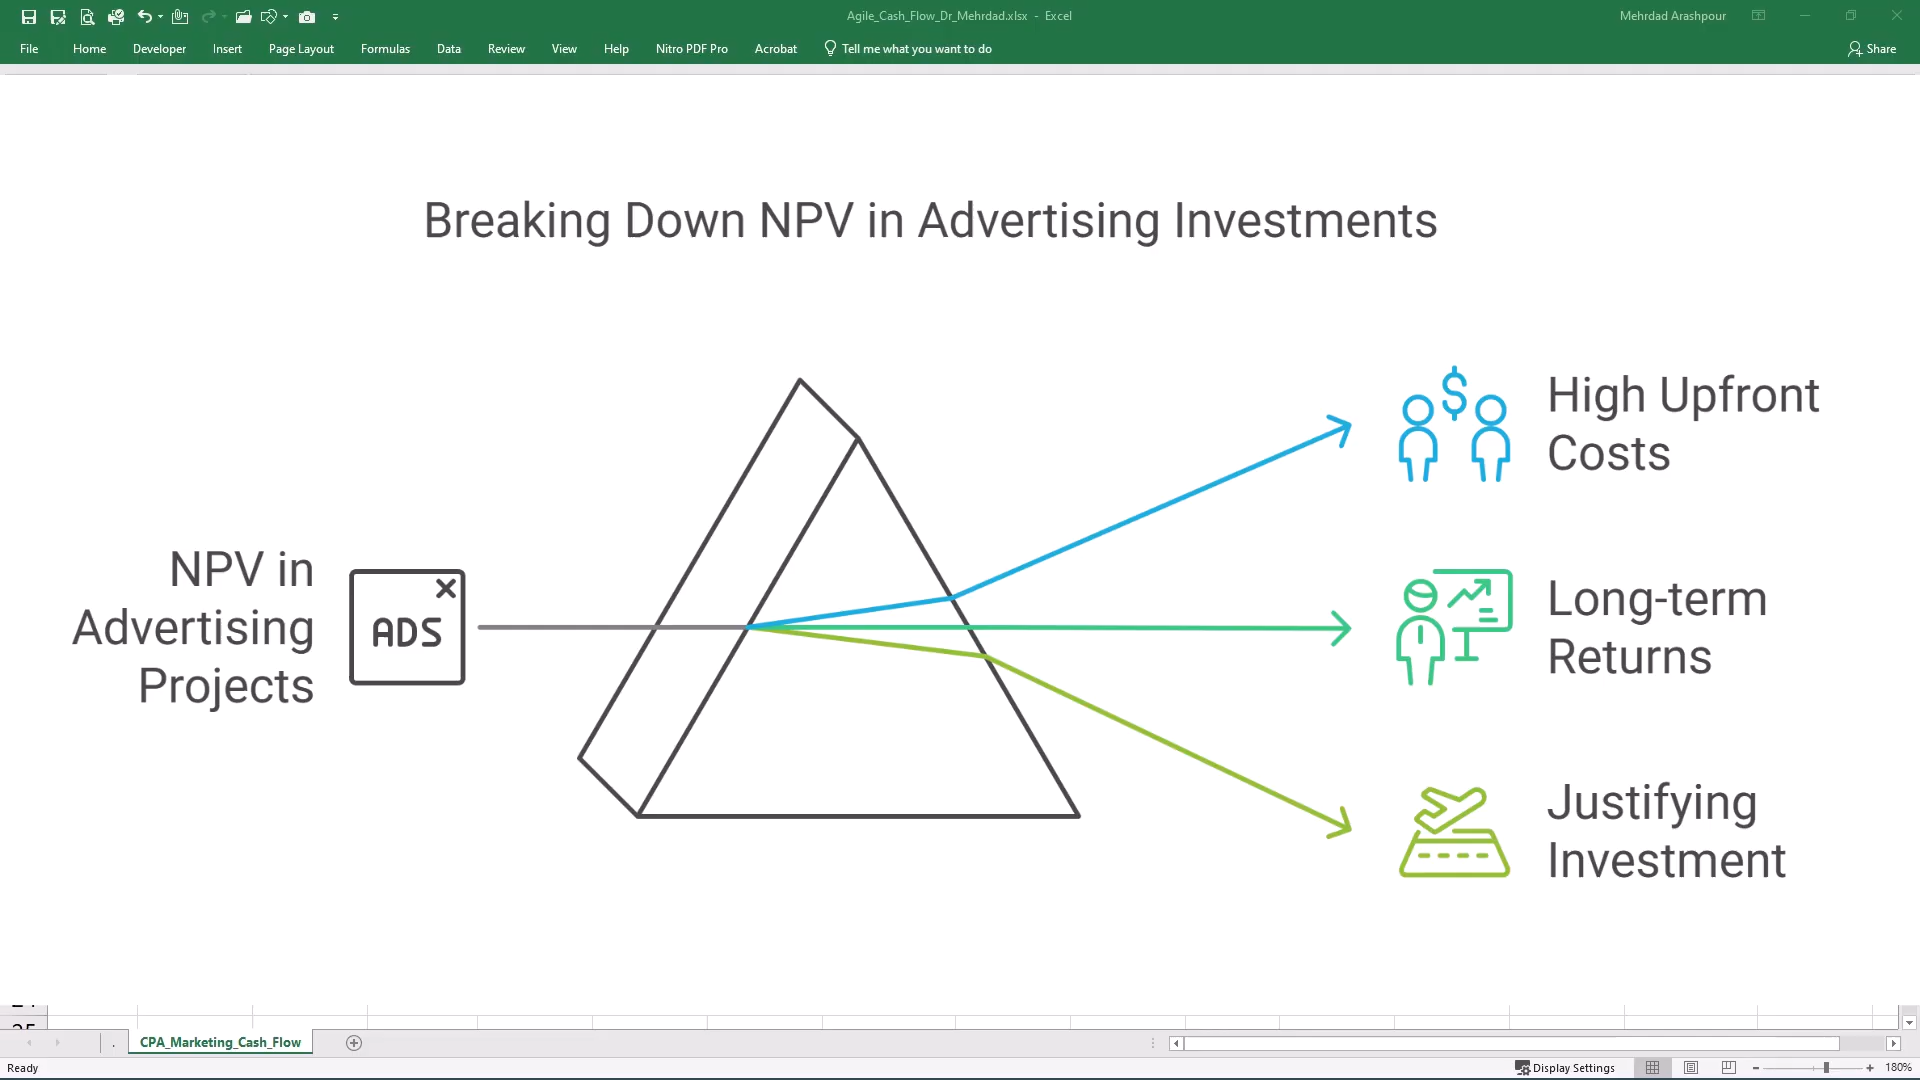 Agile_Cash_Flow_Dr_Mehrdad.xlsx - Excel
Mehrdad Arashpour
File Home Developer Insert Page Layout Formulas Data Review View Help Nitro PDF Pro Acrobat Tell me what you want to do Share
Breaking Down NPV in Advertising Investments
NPV in
Advertising
Projects
ADS
$
High Upfront
Costs
Long-term
Returns
Justifying
Investment
CPA_Marketing_Cash_Flow
Ready Display Settings 180%